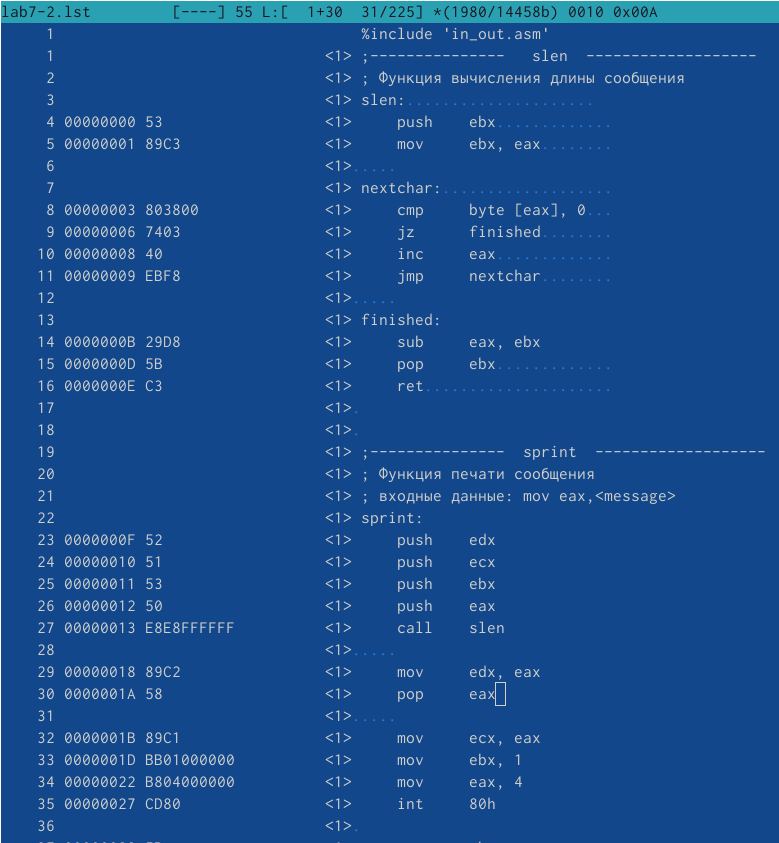 lab7-2.lst [----] 55 L:[ 1+30 31/225] *(1980/14458b) 0010 0x00A
1 %include 'in_out.asm'
1 <1> ;--------------- slen -------------------
2 <1> ; Функция вычисления длины сообщения
3 <1> slen:.....................
4 00000000 53 <1> push ebx.............
5 00000001 89C3 <1> mov ebx, eax........
6 <1>.....
7 <1> nextchar:...................
8 00000003 803800 <1> cmp byte [eax], 0...
9 00000006 7403 <1> jz finished........
10 00000008 40 <1> inc eax.............
11 00000009 EBF8 <1> jmp nextchar........
12 <1>.....
13 <1> finished:
14 0000000B 29D8 <1> sub eax, ebx
15 0000000D 5B <1> pop ebx.............
16 0000000E C3 <1> ret.....................
17 <1>.
18 <1>.
19 <1> ;--------------- sprint -------------------
20 <1> ; Функция печати сообщения
21 <1> ; входные данные: mov eax,<message>
22 <1> sprint:
23 0000000F 52 <1> push edx
24 00000010 51 <1> push ecx
25 00000011 53 <1> push ebx
26 00000012 50 <1> push eax
27 00000013 E8E8FFFFFF <1> call slen
28 <1>.....
29 00000018 89C2 <1> mov edx, eax
30 0000001A 58 <1> pop eax
31 <1>.....
32 0000001B 89C1 <1> mov ecx, eax
33 0000001D BB01000000 <1> mov ebx, 1
34 00000022 B804000000 <1> mov eax, 4
35 00000027 CD80 <1> int 80h
36 <1>.